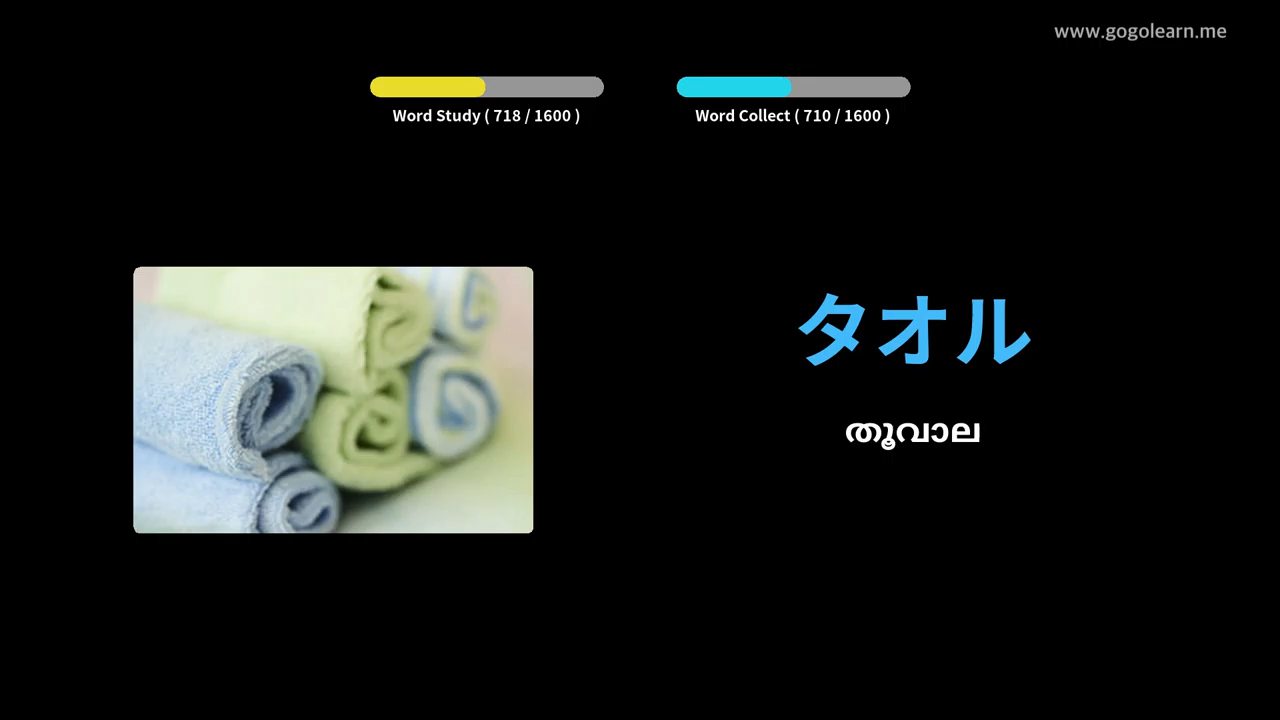 www.gogolearn.me
Word Study ( 718 / 1600 )
Word Collect ( 710 / 1600 )
タオル
തൂവാല